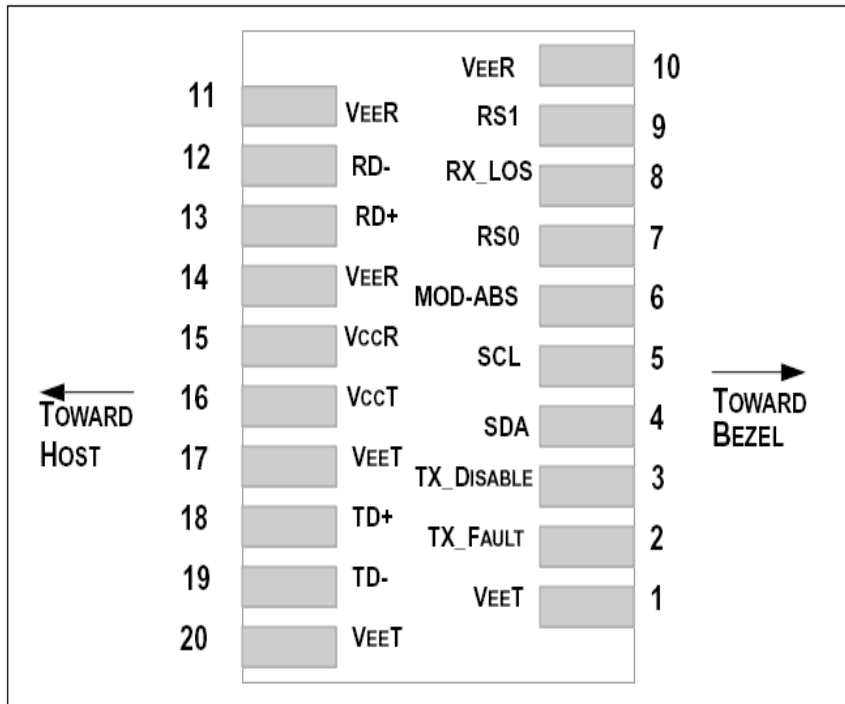 VEER 10
11 VEER
RS1 9
12 RD-
RX_LOS 8
13 RD+
RS0 7
14 VEER
MOD-ABS 6
15 VCCR
SCL 5
16 VCCT
SDA 4
17 VEET
TX_DISABLE 3
18 TD+
TX_FAULT 2
19 TD-
VEET 1
20 VEET
TOWARD
HOST
TOWARD
BEZEL